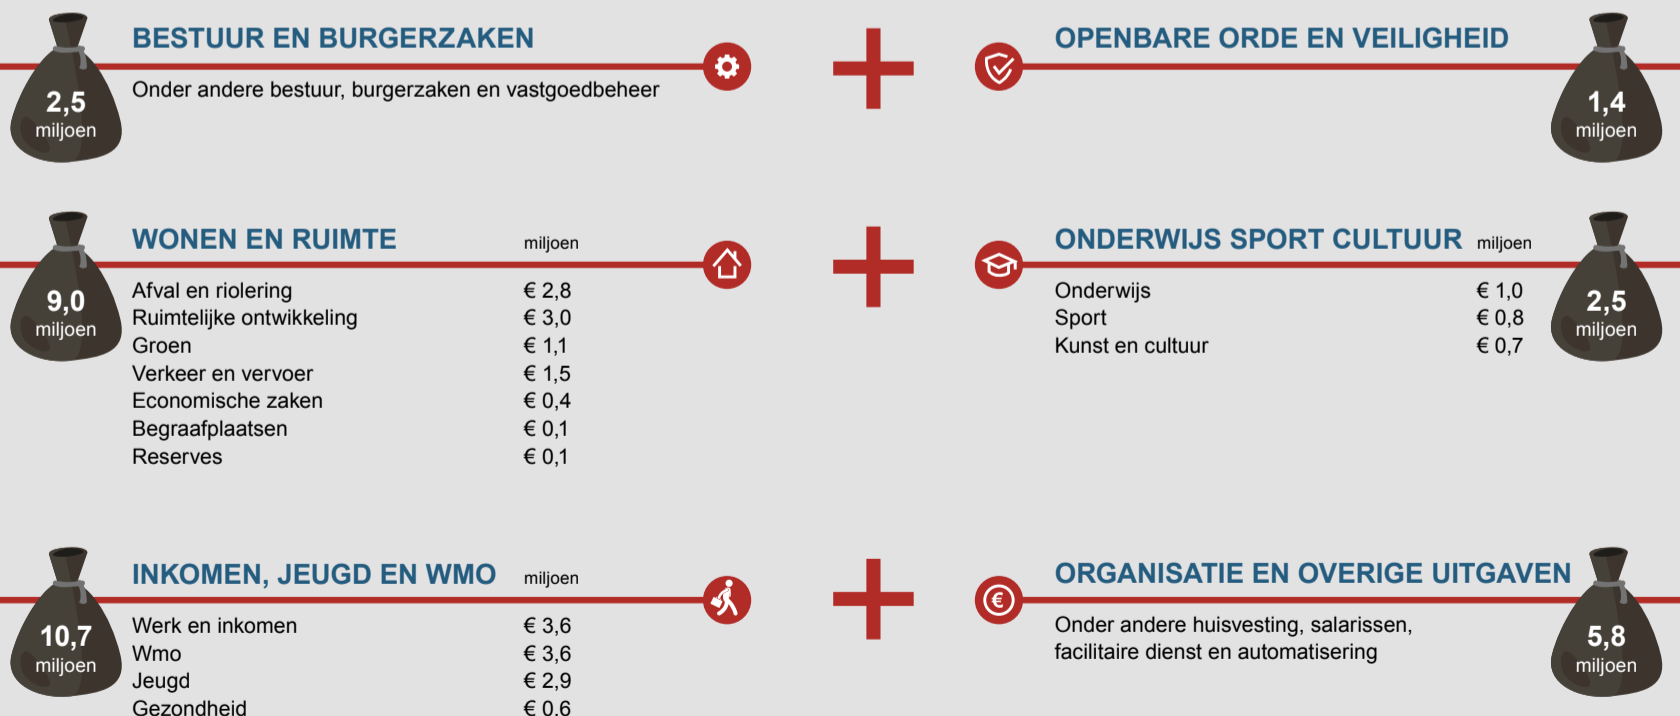 BESTUUR EN BURGERZAKEN
Onder andere bestuur, burgerzaken en vastgoedbeheer
2,5
miljoen
OPENBARE ORDE EN VEILIGHEID
1,4
miljoen
WONEN EN RUIMTE miljoen
9,0
miljoen
Afval en riolering € 2,8
Ruimtelijke ontwikkeling € 3,0
Groen € 1,1
Verkeer en vervoer € 1,5
Economische zaken € 0,4
Begraafplaatsen € 0,1
Reserves € 0,1
ONDERWIJS SPORT CULTUUR miljoen
Onderwijs € 1,0
Sport € 0,8
Kunst en cultuur € 0,7
2,5
miljoen
INKOMEN, JEUGD EN WMO miljoen
10,7
miljoen
Werk en inkomen € 3,6
Wmo € 3,6
Jeugd € 2,9
Gezondheid € 0,6
ORGANISATIE EN OVERIGE UITGAVEN
Onder andere huisvesting, salarissen,
facilitaire dienst en automatisering
5,8
miljoen
€